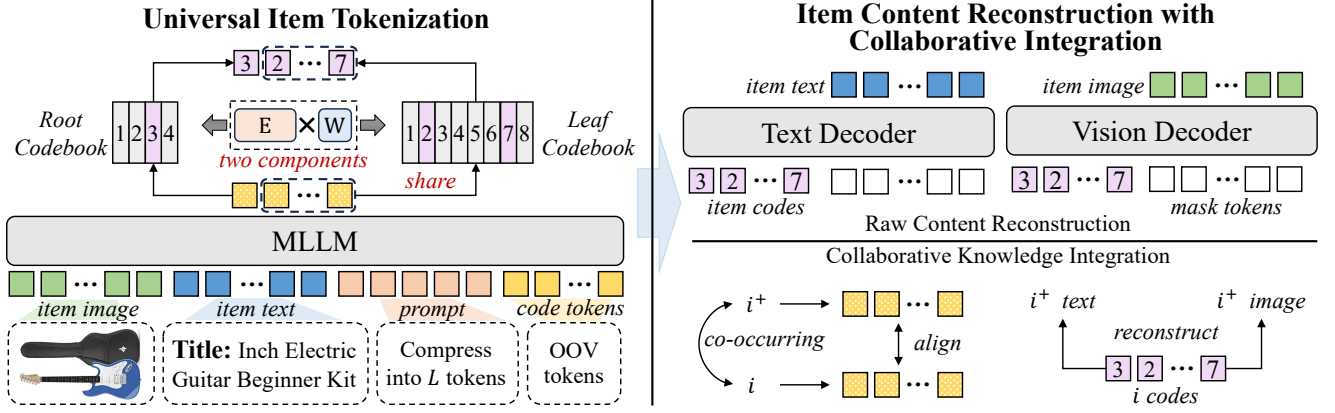 Universal Item Tokenization
3 2 ··· 7
Root
Codebook
1 2 3 4
E × W
two components
share
1 2 3 4 5 6 7 8
Leaf
Codebook
···
MLLM
··· ··· ···
item image
item text
prompt
code tokens
Title: Inch Electric
Guitar Beginner Kit
Compress
into L tokens
OOV
tokens
Item Content Reconstruction with
Collaborative Integration
item text ···
item image ···
Text Decoder
Vision Decoder
3 2 ··· 7 ···
3 2 ··· 7 ···
item codes
mask tokens
Raw Content Reconstruction
Collaborative Knowledge Integration
i⁺ ···
co-occurring
align
i ···
i⁺ text
i⁺ image
reconstruct
3 2 ··· 7
i codes